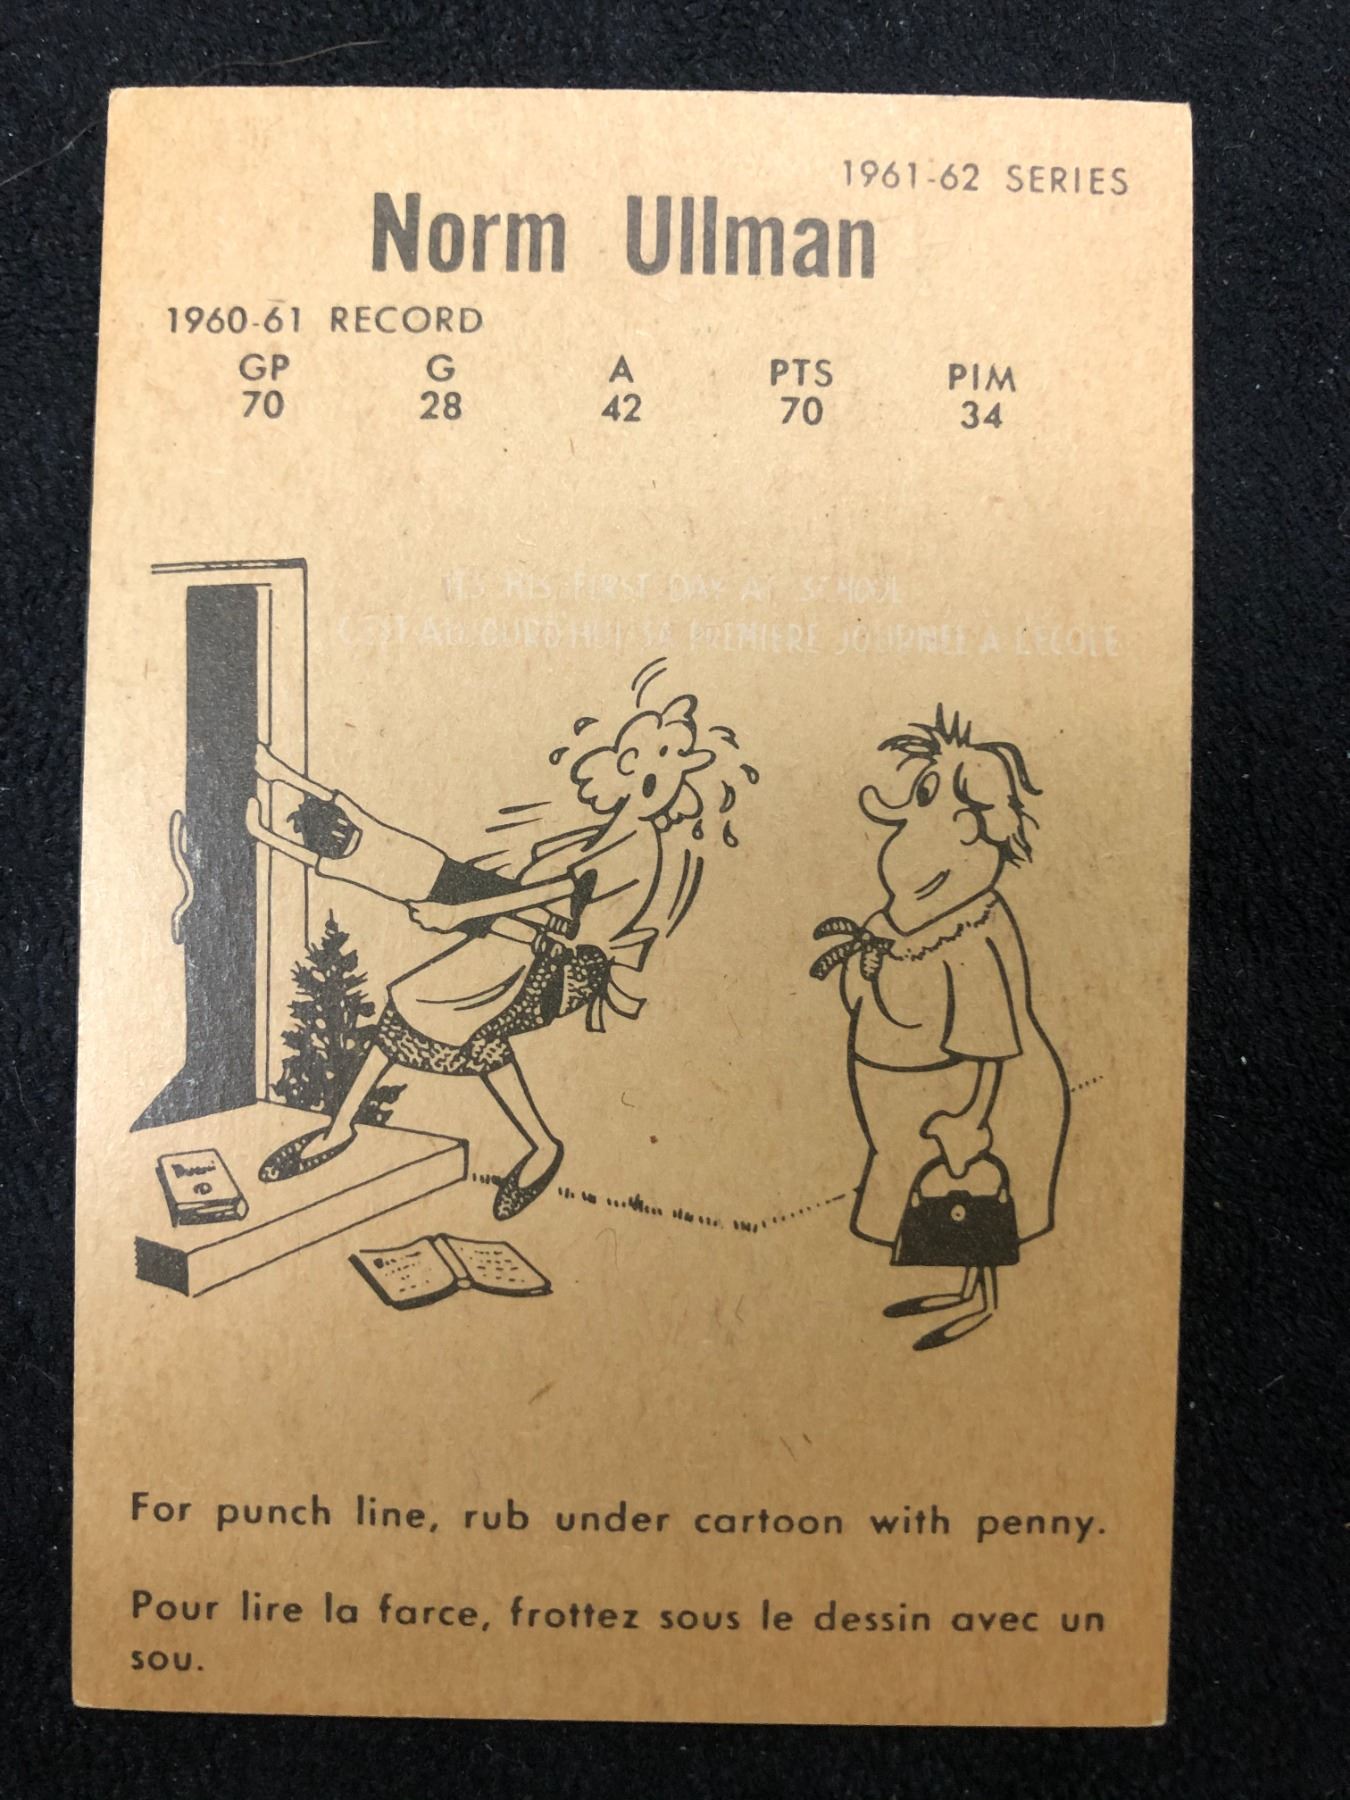 1961-62 SERIES
Norm Ullman
1960-61 RECORD
GP G A PTS PIM
70 28 42 70 34
ITS HIS FIRST DAY AT SCHOOL
C'EST AUJOURD'HUI SA PREMIERE JOURNEE A L'ECOLE
For punch line, rub under cartoon with penny.
Pour lire la farce, frottez sous le dessin avec un
sou.